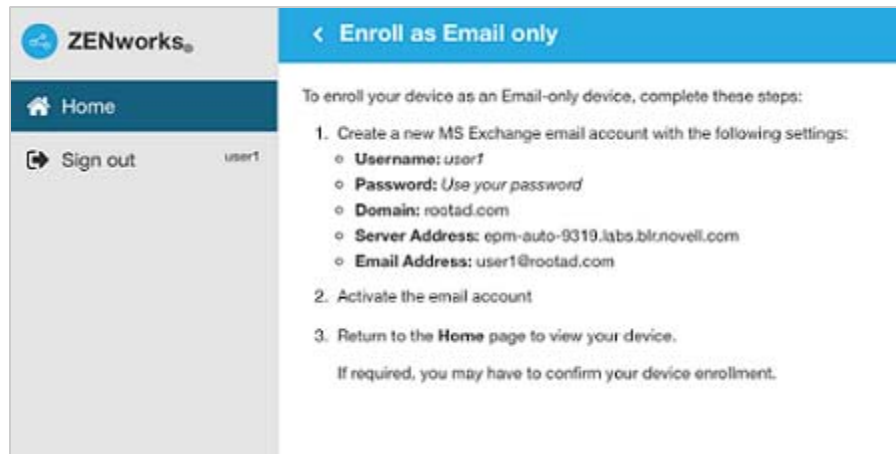 ZENworks®
Enroll as Email only
Home
Sign out user1
To enroll your device as an Email-only device, complete these steps:
1. Create a new MS Exchange email account with the following settings:
Username: user1
Password: Use your password
Domain: rootad.com
Server Address: epm-auto-9319.labs.blr.novell.com
Email Address: user1@rootad.com
2. Activate the email account
3. Return to the Home page to view your device.
If required, you may have to confirm your device enrollment.